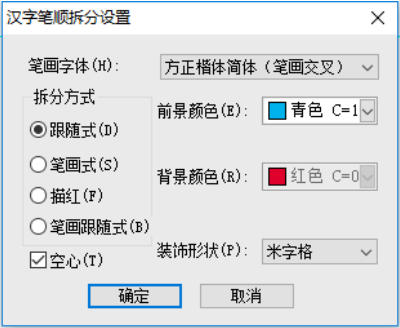 汉字笔顺拆分设置
笔画字体(H): 方正楷体简体（笔画交叉）
拆分方式
跟随式(D)
笔画式(S)
描红(F)
笔画跟随式(B)
空心(T)
前景颜色(E): 青色 C=1
背景颜色(R): 红色 C=0
装饰形状(P): 米字格
确定 取消